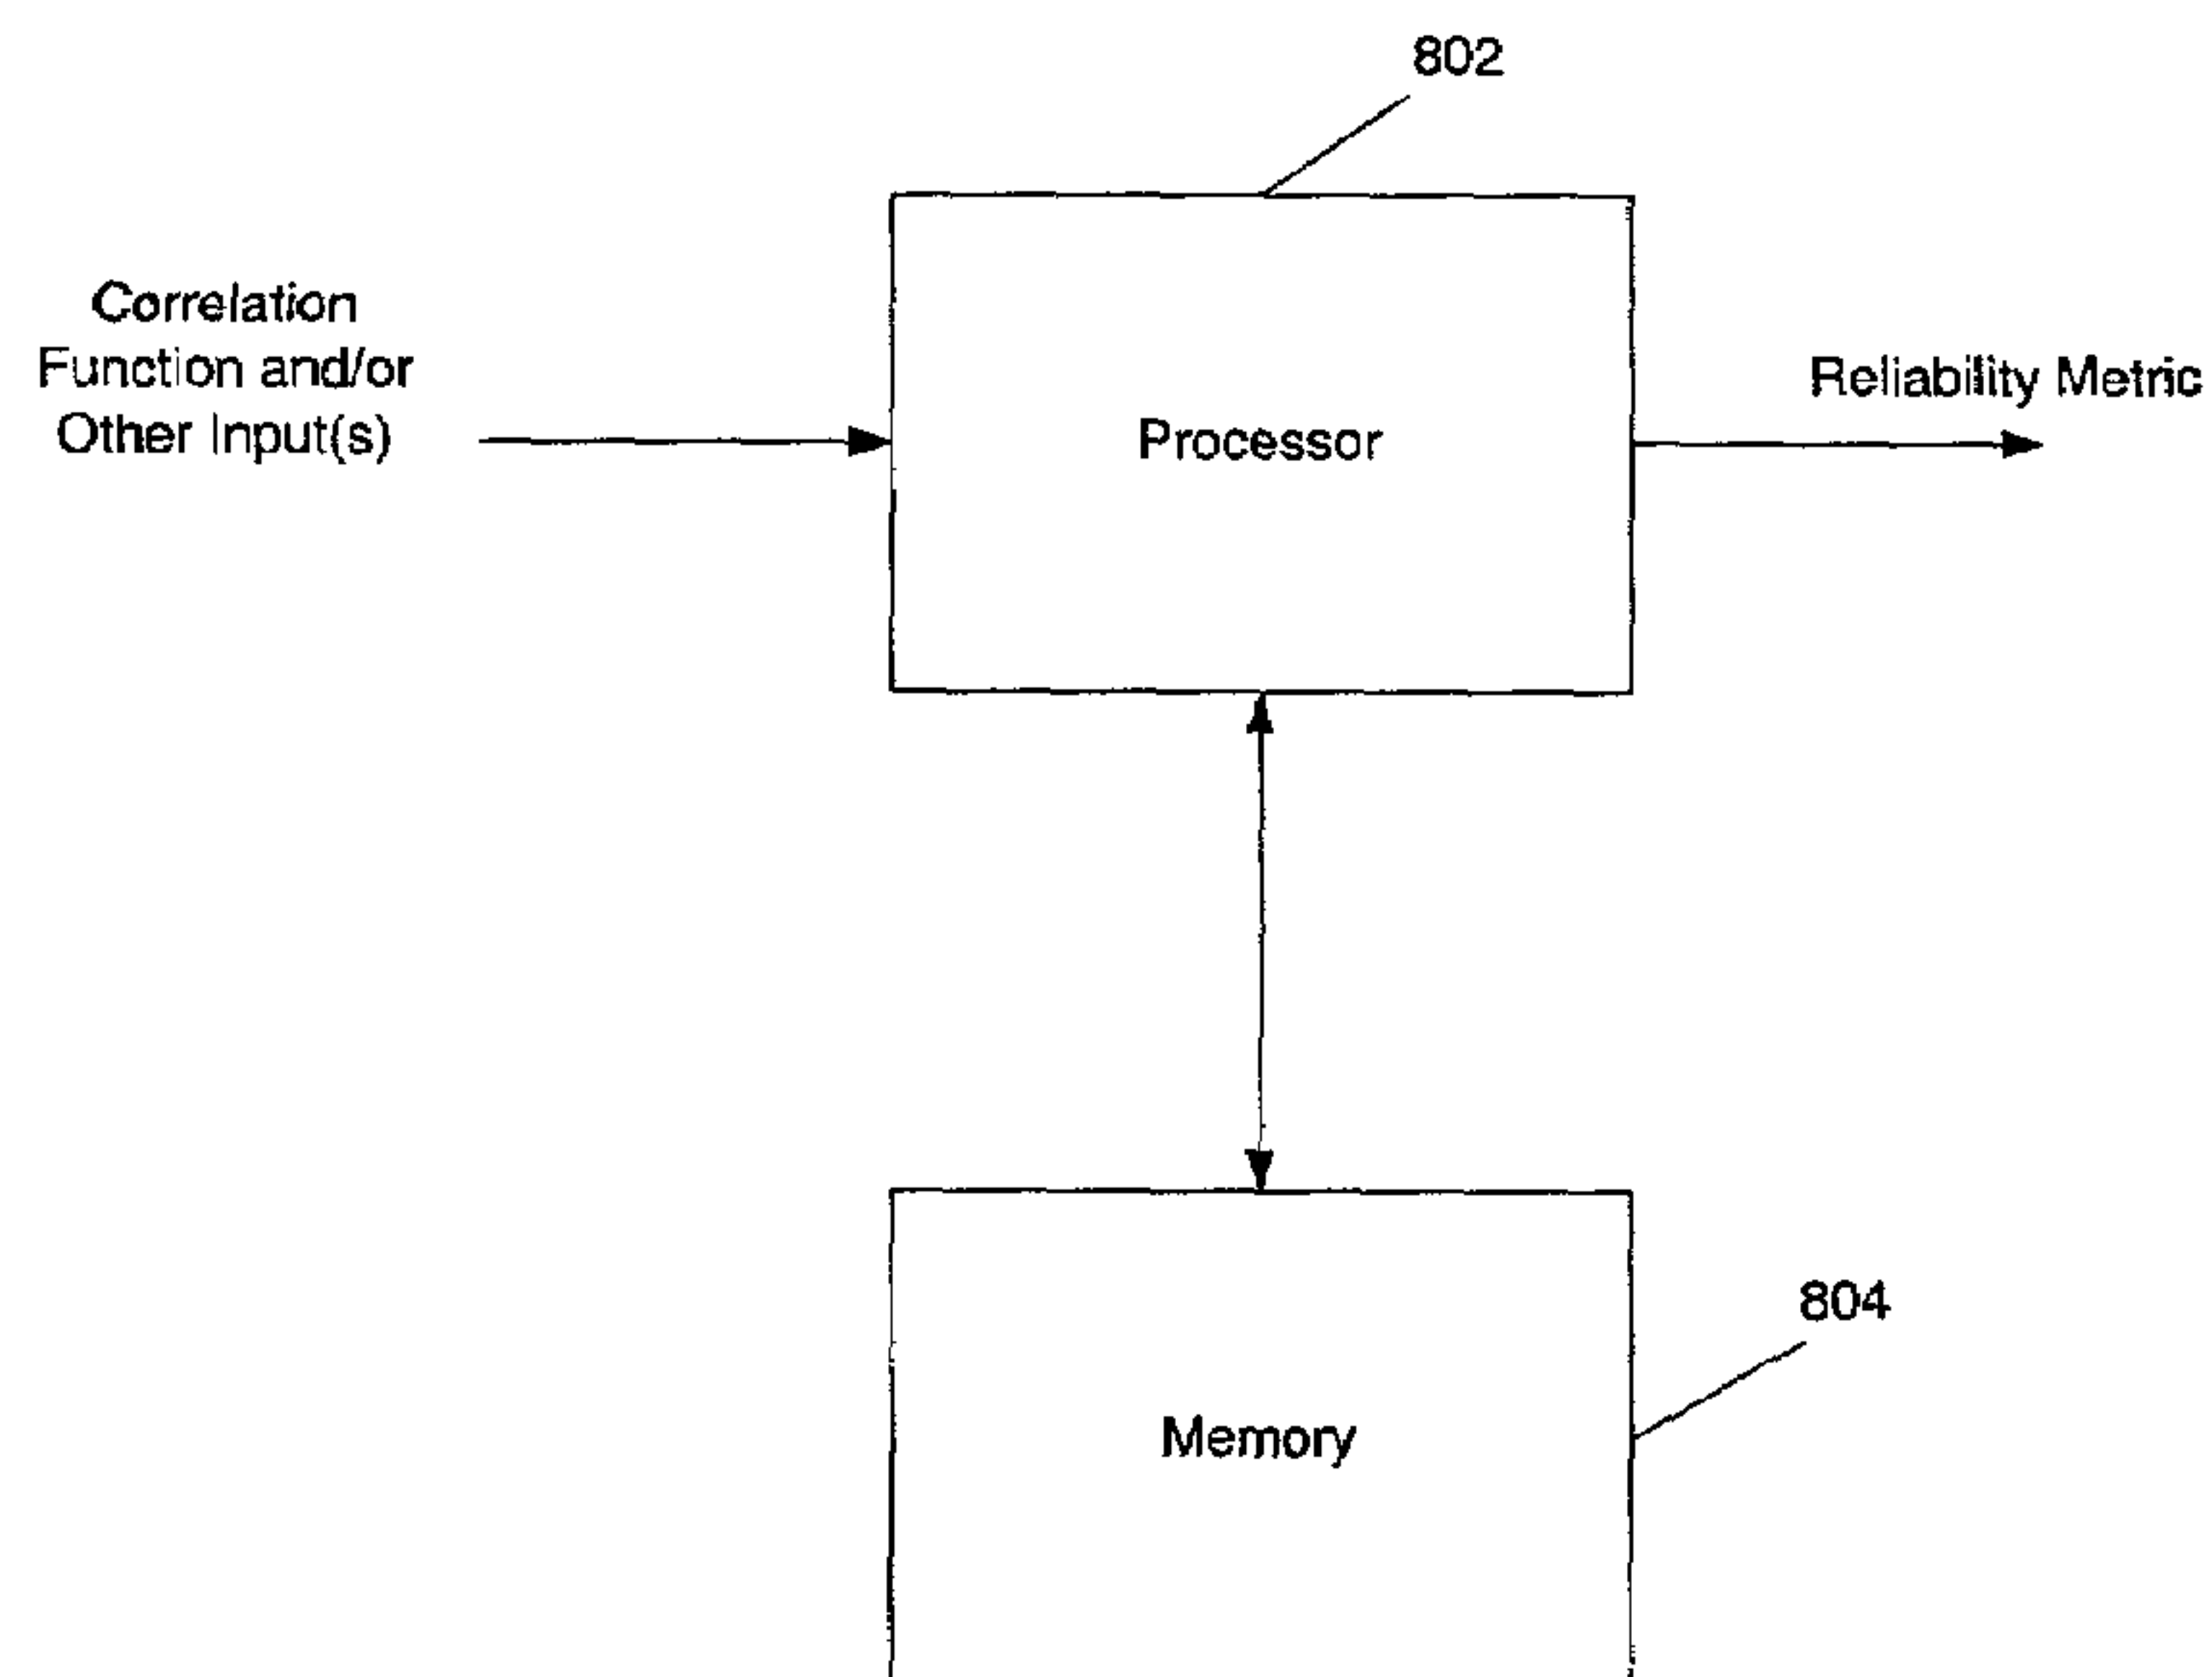 802
Correlation
Function and/or
Other Input(s)
Processor
Reliability Metric
804
Memory